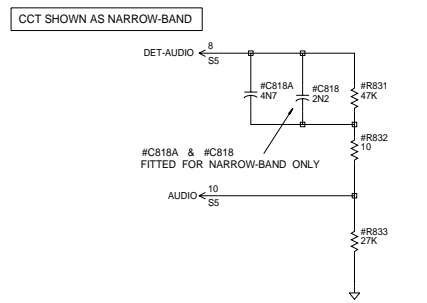 CCT SHOWN AS NARROW-BAND
DET-AUDIO
8
S5
#C818A
4N7
#C818
2N2
#R831
47K
#R832
10
#C818A & #C818
FITTED FOR NARROW-BAND ONLY
AUDIO
10
S5
#R833
27K